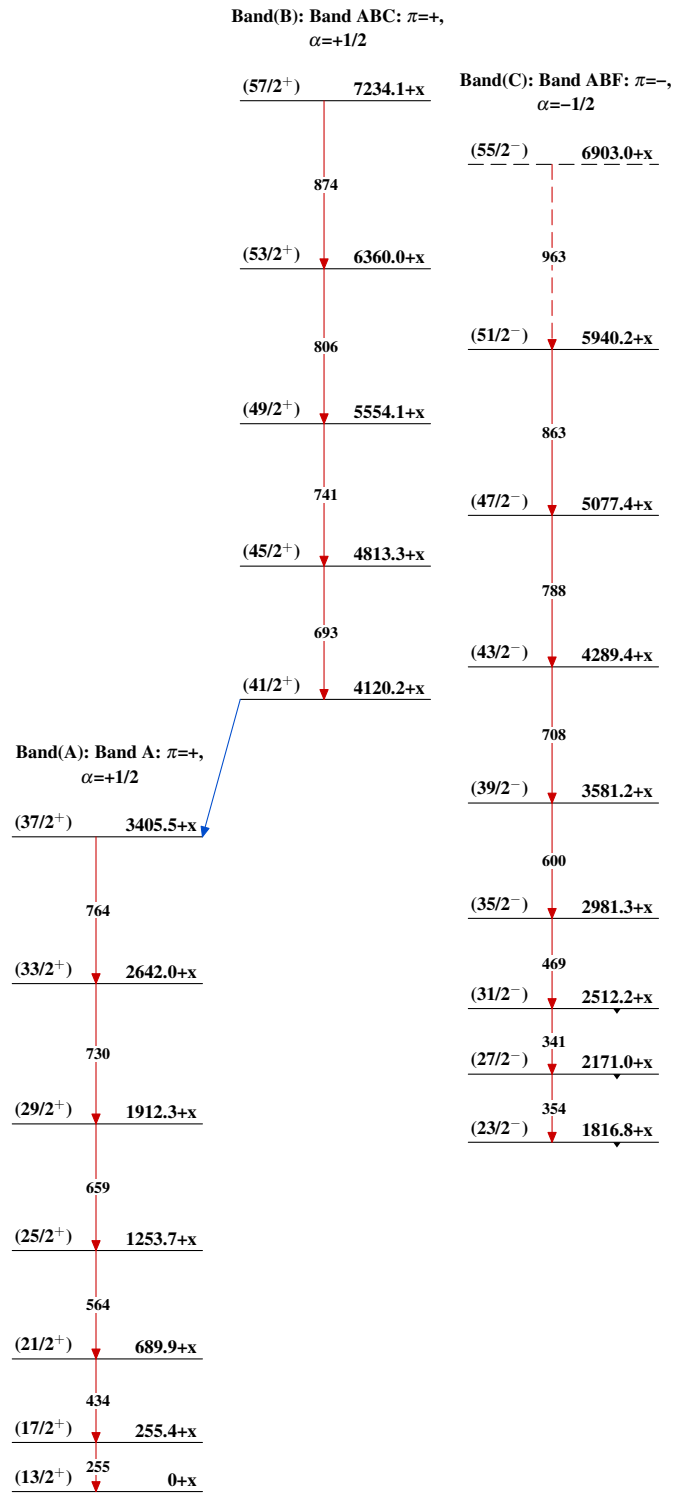 Band(B): Band ABC: π=+,
α=+1/2
(57/2⁺) 7234.1+x
874
(53/2⁺) 6360.0+x
806
(49/2⁺) 5554.1+x
741
(45/2⁺) 4813.3+x
693
(41/2⁺) 4120.2+x
Band(C): Band ABF: π=−,
α=−1/2
(55/2⁻) 6903.0+x
963
(51/2⁻) 5940.2+x
863
(47/2⁻) 5077.4+x
788
(43/2⁻) 4289.4+x
708
(39/2⁻) 3581.2+x
600
(35/2⁻) 2981.3+x
469
(31/2⁻) 2512.2+x
341
(27/2⁻) 2171.0+x
354
(23/2⁻) 1816.8+x
Band(A): Band A: π=+,
α=+1/2
(37/2⁺) 3405.5+x
764
(33/2⁺) 2642.0+x
730
(29/2⁺) 1912.3+x
659
(25/2⁺) 1253.7+x
564
(21/2⁺) 689.9+x
434
(17/2⁺) 255.4+x
255
(13/2⁺) 0+x